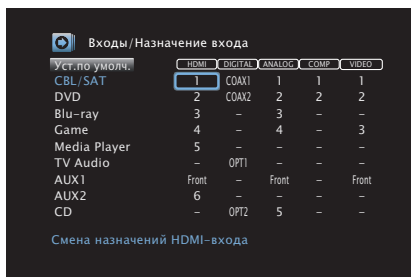 Входы/Назначение входа
Уст.по умолч. HDMI DIGITAL ANALOG COMP VIDEO
CBL/SAT 1 COAX1 1 1 1
DVD 2 COAX2 2 2 2
Blu-ray 3 – 3 – –
Game 4 – 4 – 3
Media Player 5 – – – –
TV Audio – OPT1 – – –
AUX1 Front – Front – Front
AUX2 6 – – – –
CD – OPT2 5 – –
Смена назначений HDMI-входа